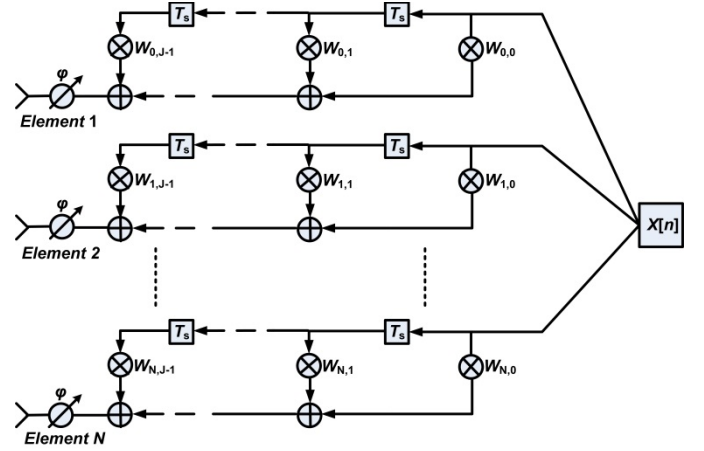 Ts Ts
W0,J-1 W0,1 W0,0
φ
Element 1
Ts Ts
W1,J-1 W1,1 W1,0
φ
Element 2
X[n]
Ts Ts
WN,J-1 WN,1 WN,0
φ
Element N